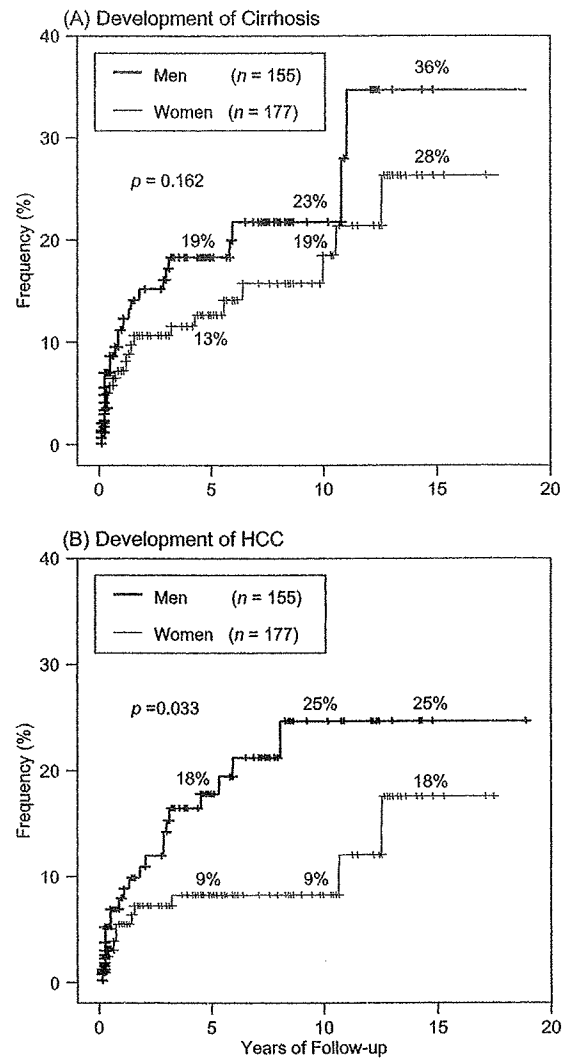 (A) Development of Cirrhosis
40
30
20
10
0
Frequency (%)
Men (n = 155)
Women (n = 177)
p = 0.162
36%
28%
23%
19%
19%
13%
0 5 10 15 20
(B) Development of HCC
40
30
20
10
0
Frequency (%)
Men (n = 155)
Women (n = 177)
p =0.033
25% 25%
18%
18%
9% 9%
0 5 10 15 20
Years of Follow-up